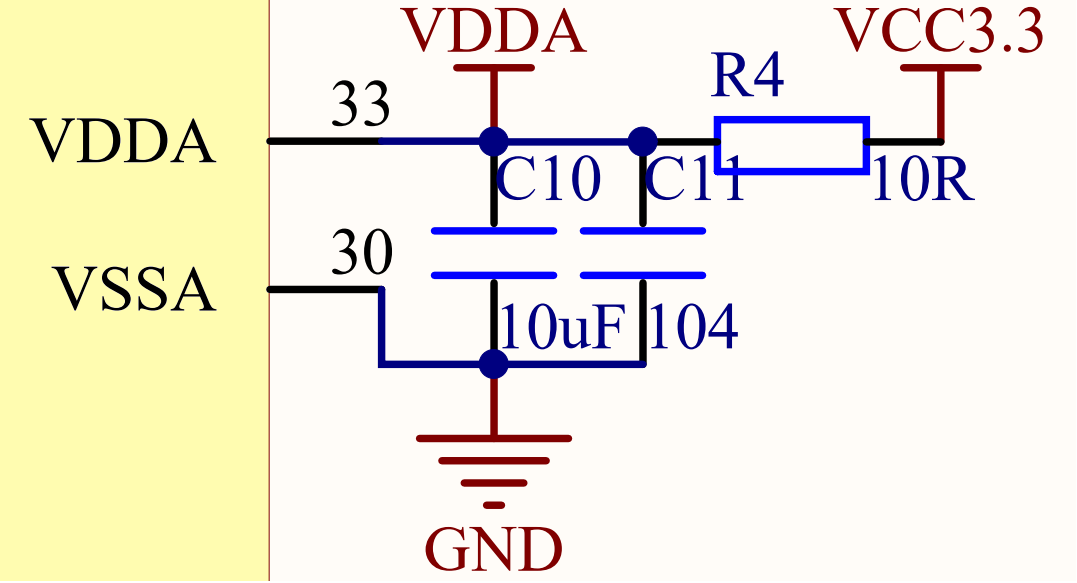 VDDA
VCC3.3
R4
33
VDDA
C10
C11
10R
30
VSSA
10uF
104
GND